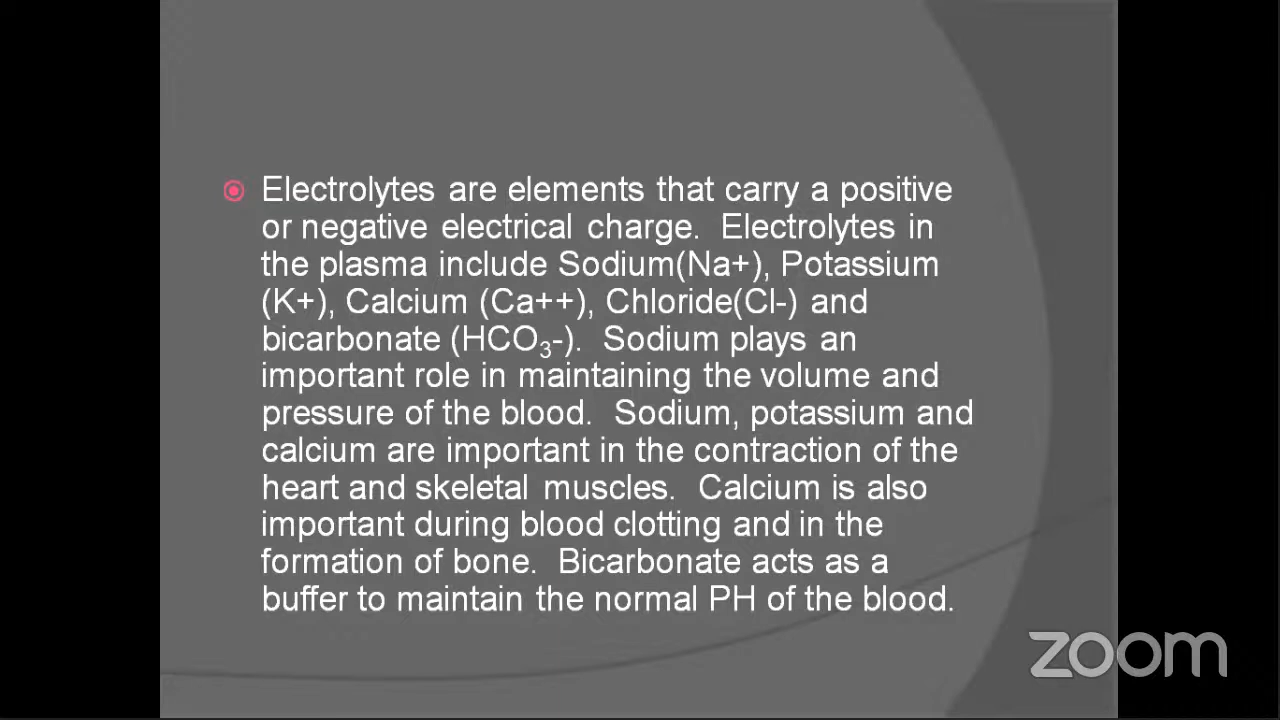 Electrolytes are elements that carry a positive
or negative electrical charge.  Electrolytes in
the plasma include Sodium(Na+), Potassium
(K+), Calcium (Ca++), Chloride(Cl-) and
bicarbonate (HCO₃-).  Sodium plays an
important role in maintaining the volume and
pressure of the blood.  Sodium, potassium and
calcium are important in the contraction of the
heart and skeletal muscles.  Calcium is also
important during blood clotting and in the
formation of bone.  Bicarbonate acts as a
buffer to maintain the normal PH of the blood.
zoom